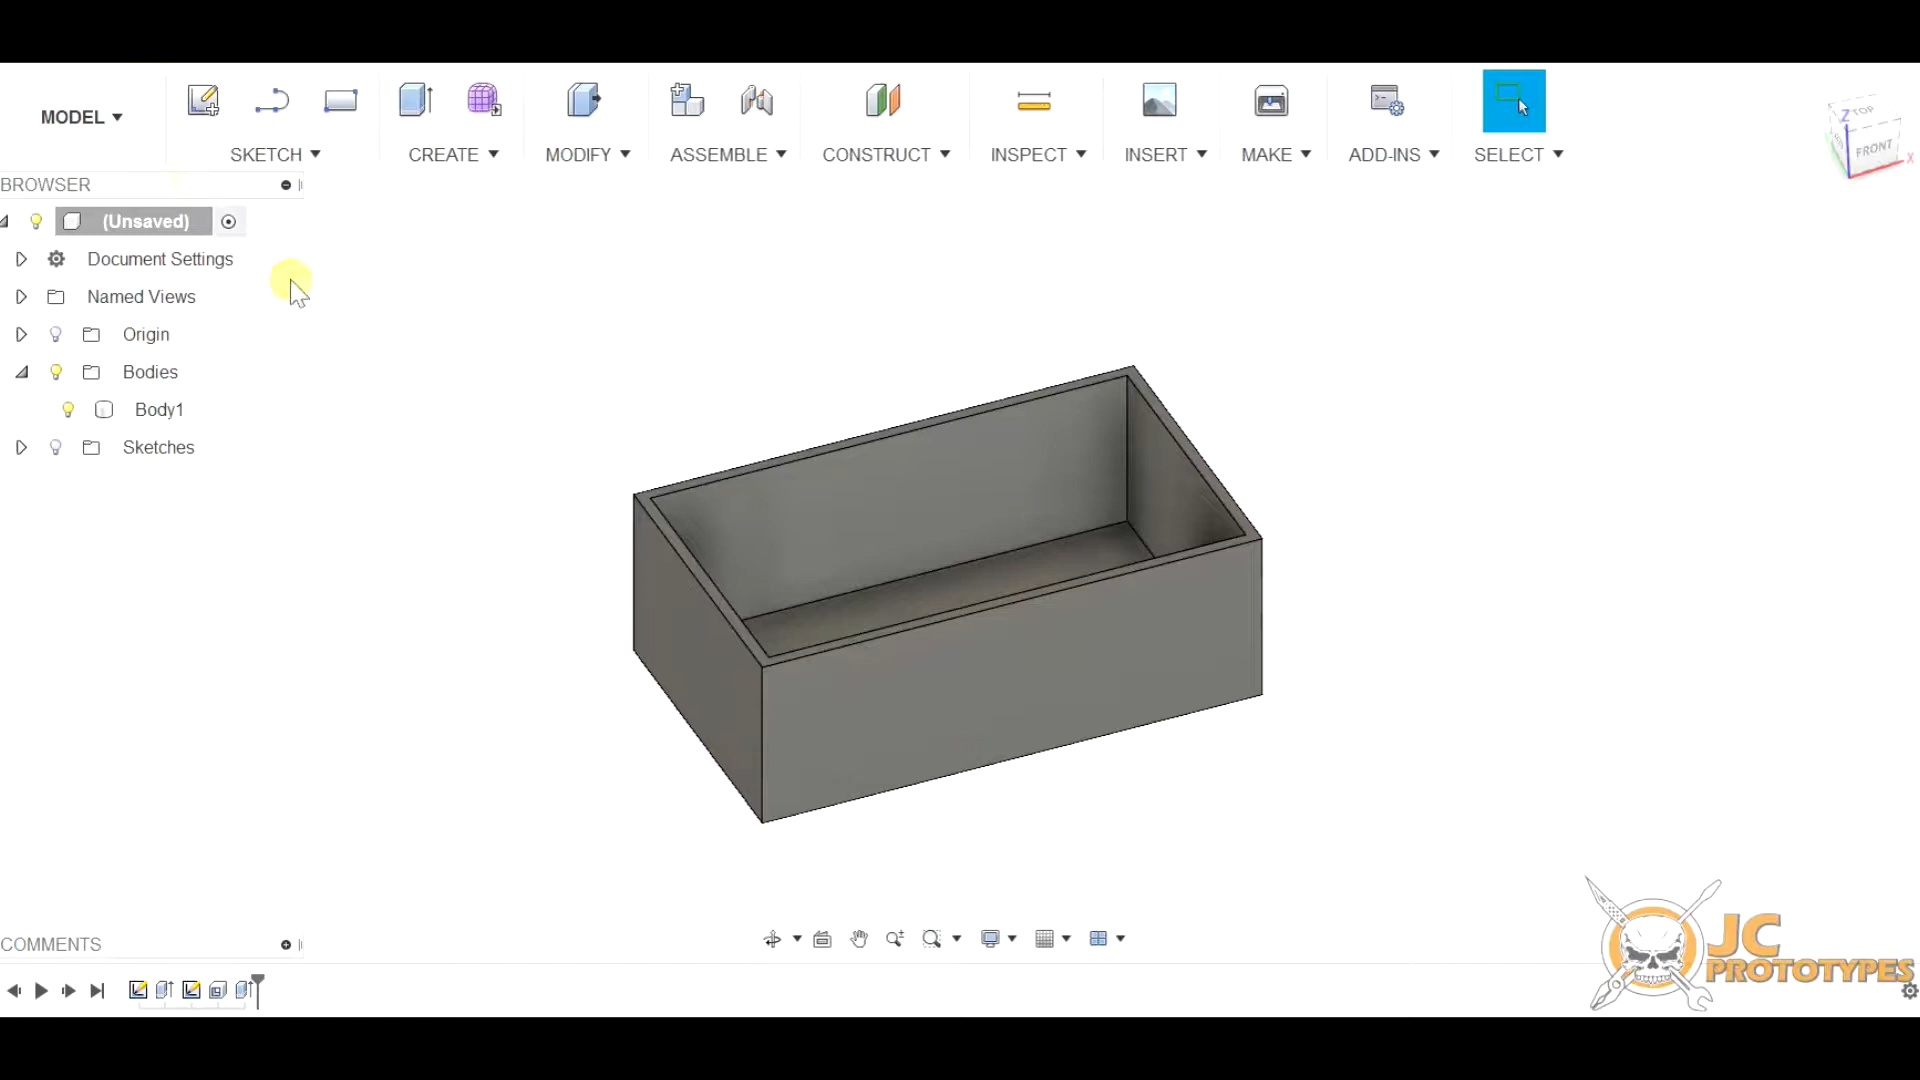 MODEL
SKETCH
CREATE
MODIFY
ASSEMBLE
CONSTRUCT
INSPECT
INSERT
MAKE
ADD-INS
SELECT
TOP
FRONT
Z
X
BROWSER
(Unsaved)
Document Settings
Named Views
Origin
Bodies
Body1
Sketches
COMMENTS
JC
PROTOTYPES